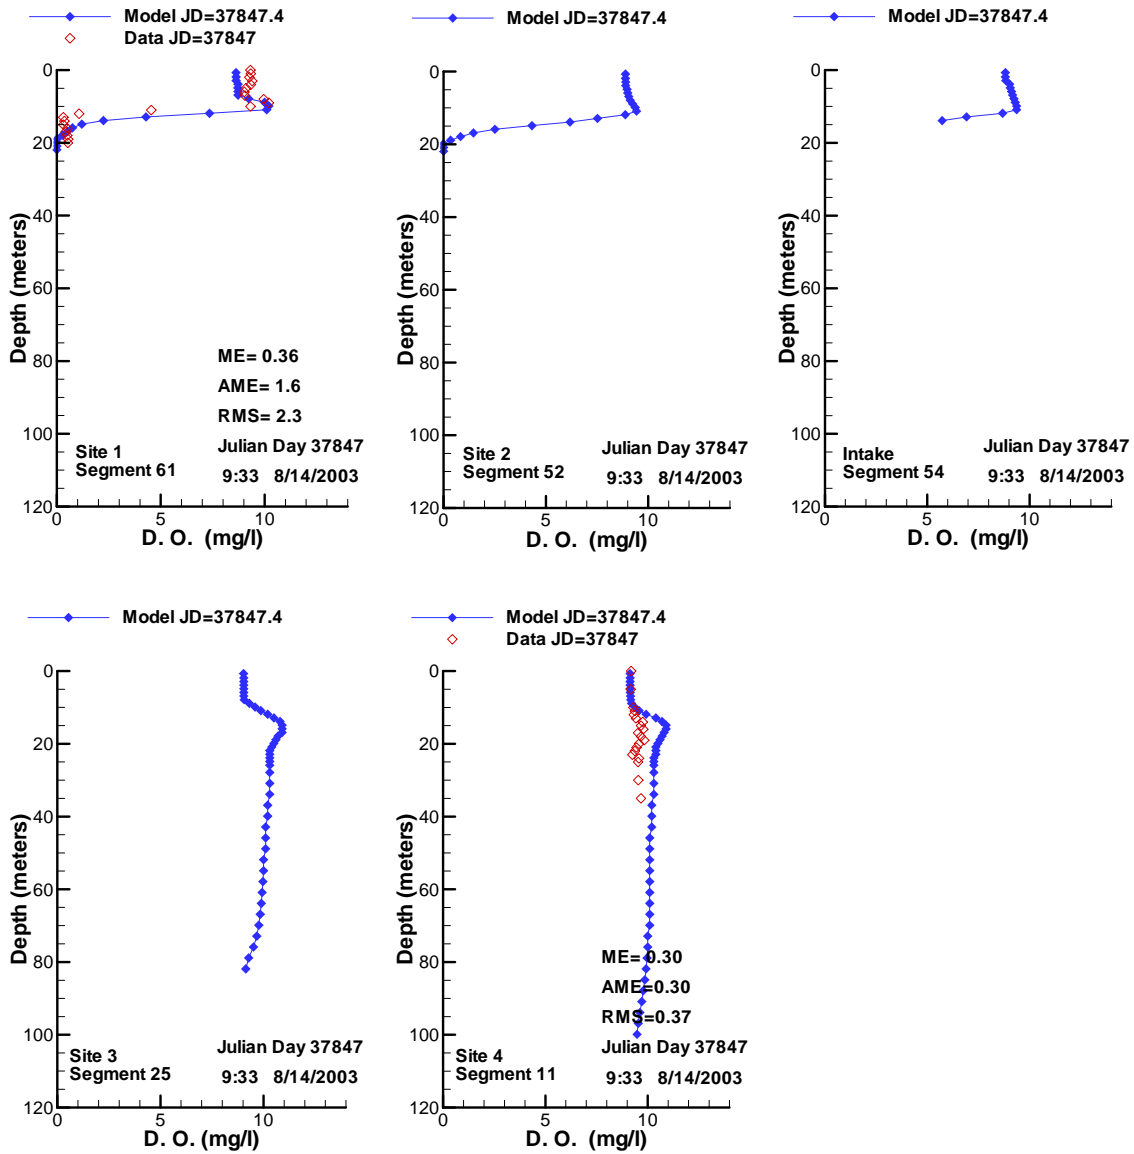 Model JD=37847.4
Data JD=37847
0
20
40
60
80
100
120
Depth (meters)
ME= 0.36
AME= 1.6
RMS= 2.3
Site 1
Segment 61
Julian Day 37847
9:33 8/14/2003
0 5 10
D. O. (mg/l)
Model JD=37847.4
0
20
40
60
80
100
120
Depth (meters)
Site 2
Segment 52
Julian Day 37847
9:33 8/14/2003
0 5 10
D. O. (mg/l)
Model JD=37847.4
0
20
40
60
80
100
120
Depth (meters)
Intake
Segment 54
Julian Day 37847
9:33 8/14/2003
0 5 10
D. O. (mg/l)
Model JD=37847.4
0
20
40
60
80
100
120
Depth (meters)
Site 3
Segment 25
Julian Day 37847
9:33 8/14/2003
0 5 10
D. O. (mg/l)
Model JD=37847.4
Data JD=37847
0
20
40
60
80
100
120
Depth (meters)
ME= 0.30
AME=0.30
RMS=0.37
Site 4
Segment 11
Julian Day 37847
9:33 8/14/2003
0 5 10
D. O. (mg/l)